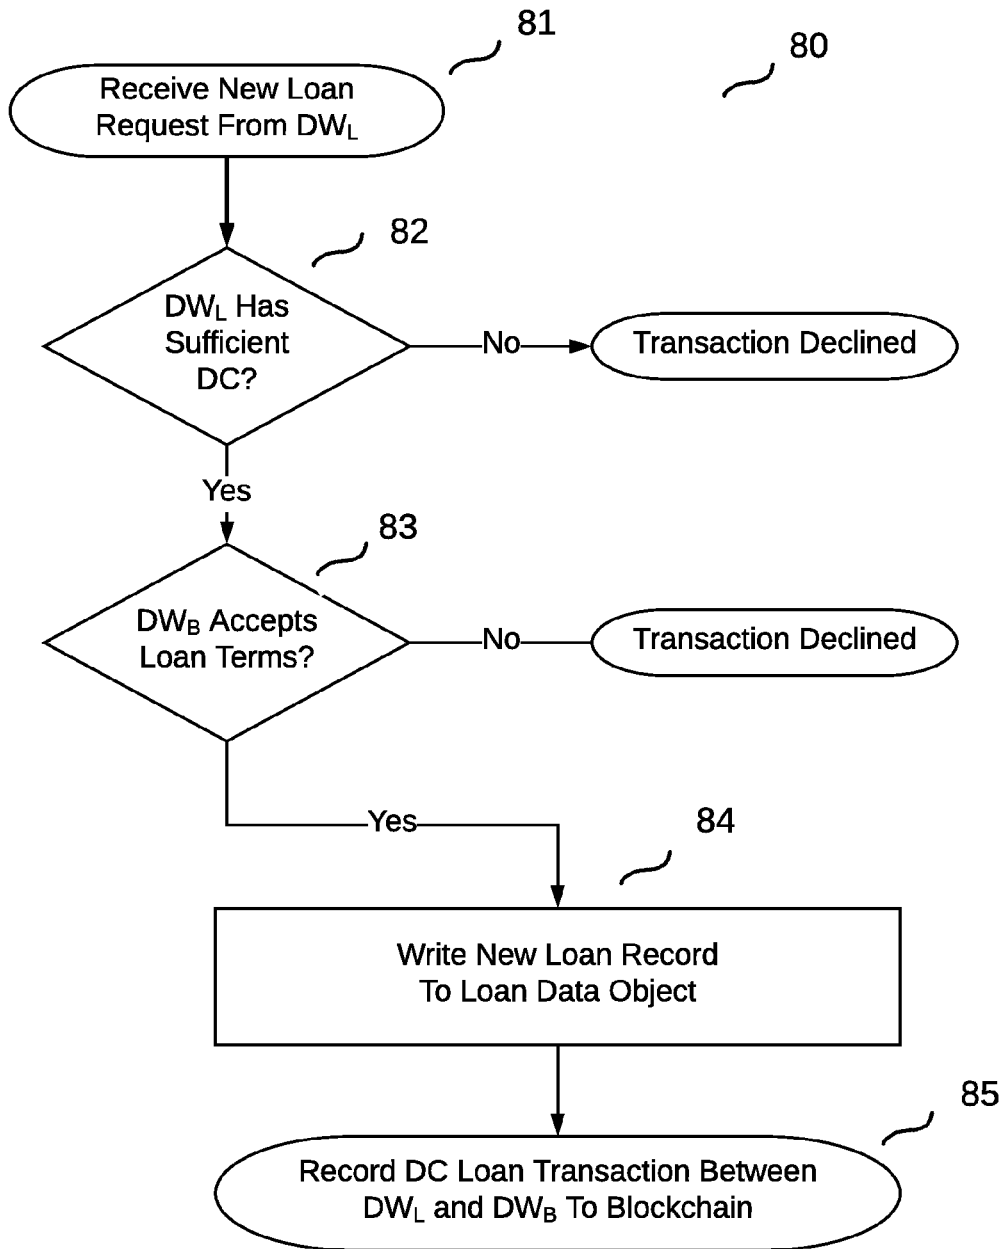 81
80
Receive New Loan
Request From DWL
82
DWL Has
Sufficient
DC?
No
Transaction Declined
Yes
83
DWB Accepts
Loan Terms?
No
Transaction Declined
Yes
84
Write New Loan Record
To Loan Data Object
85
Record DC Loan Transaction Between
DWL and DWB To Blockchain